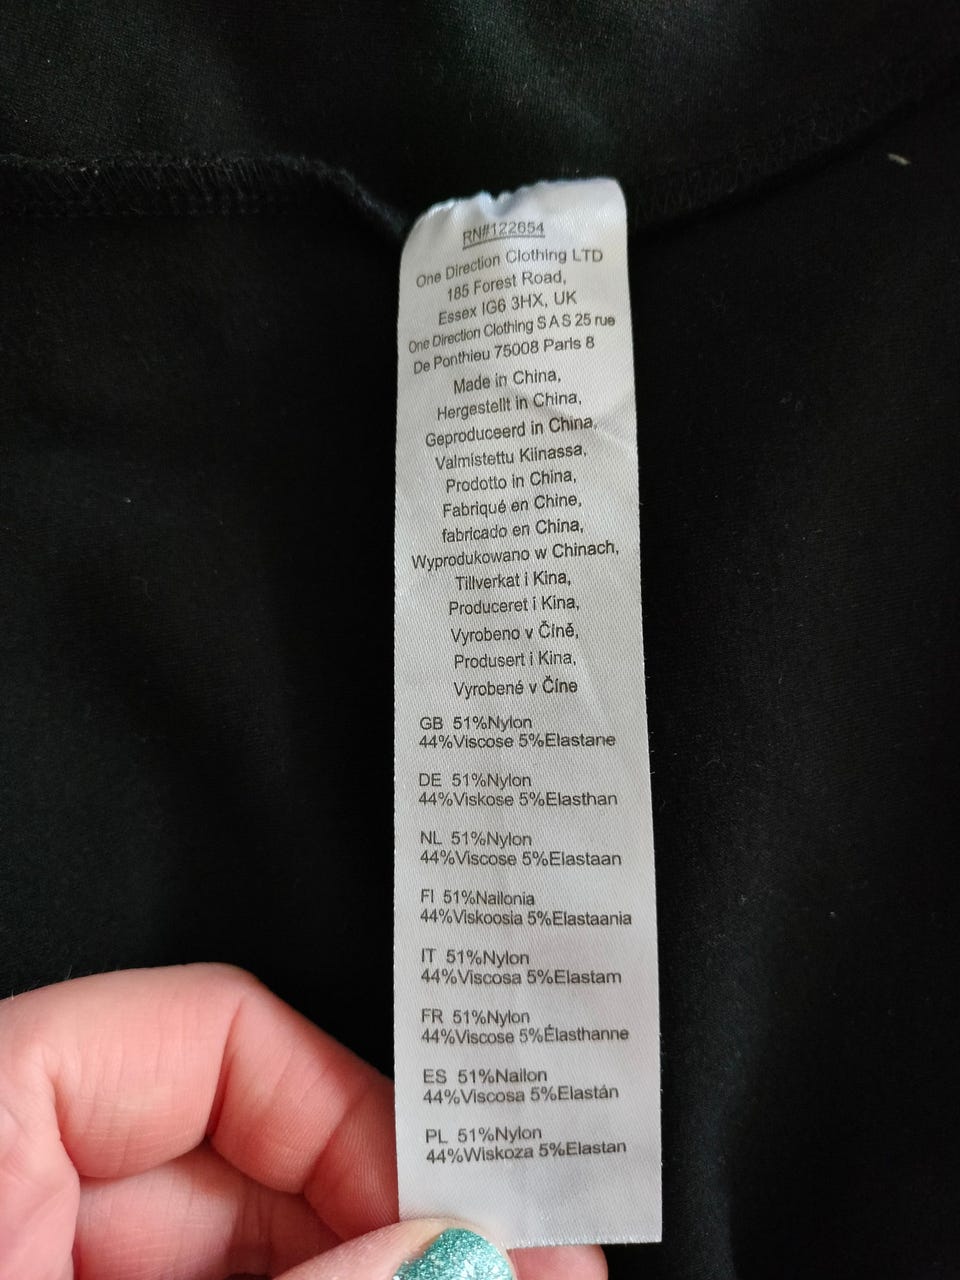 RN#122654
One Direction Clothing LTD
185 Forest Road,
Essex IG6 3HX, UK
One Direction Clothing S A S 25 rue
De Ponthieu 75008 Paris 8
Made in China,
Hergestellt in China,
Geproduceerd in China,
Valmistettu Kiinassa,
Prodotto in China,
Fabriqué en Chine,
fabricado en China,
Wyprodukowano w Chinach,
Tillverkat i Kina,
Produceret i Kina,
Vyrobeno v Číně,
Produsert i Kina,
Vyrobené v Číne
GB 51%Nylon
44%Viscose 5%Elastane
DE 51%Nylon
44%Viskose 5%Elasthan
NL 51%Nylon
44%Viscose 5%Elastaan
FI 51%Nailonia
44%Viskoosia 5%Elastaania
IT 51%Nylon
44%Viscosa 5%Elastam
FR 51%Nylon
44%Viscose 5%Élasthanne
ES 51%Nailon
44%Viscosa 5%Elastán
PL 51%Nylon
44%Wiskoza 5%Elastan